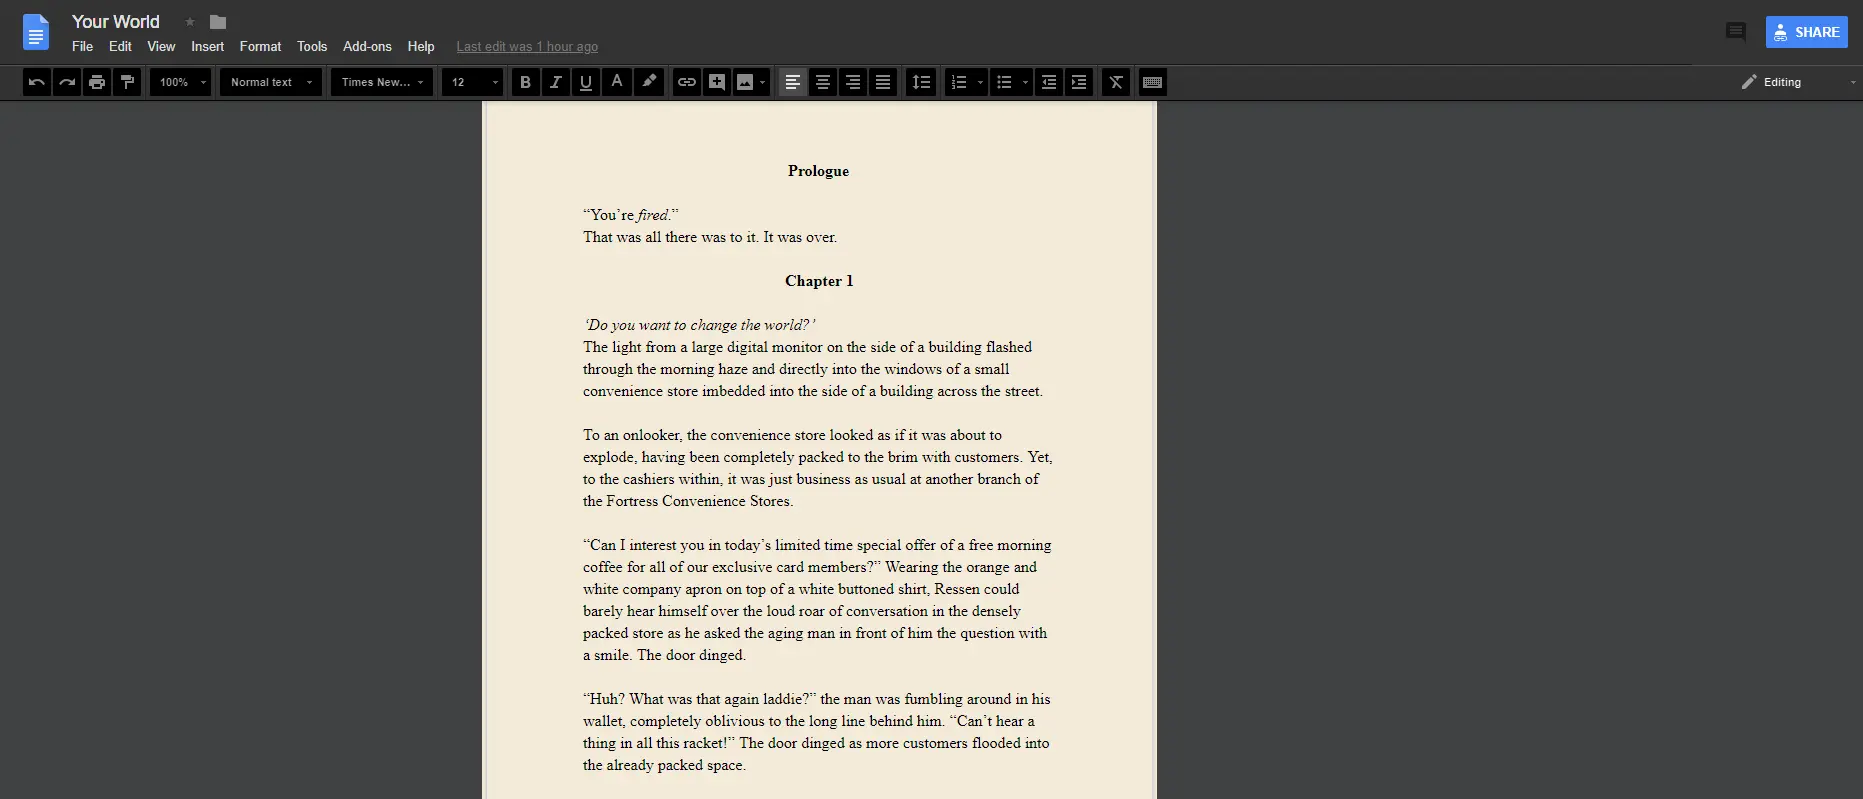 Your World
File Edit View Insert Format Tools Add-ons Help Last edit was 1 hour ago
SHARE
100% Normal text Times New... 12 B I U A Editing
Prologue
“You’re fired.”
That was all there was to it. It was over.
Chapter 1
‘Do you want to change the world?’
The light from a large digital monitor on the side of a building flashed
through the morning haze and directly into the windows of a small
convenience store imbedded into the side of a building across the street.
To an onlooker, the convenience store looked as if it was about to
explode, having been completely packed to the brim with customers. Yet,
to the cashiers within, it was just business as usual at another branch of
the Fortress Convenience Stores.
“Can I interest you in today’s limited time special offer of a free morning
coffee for all of our exclusive card members?” Wearing the orange and
white company apron on top of a white buttoned shirt, Ressen could
barely hear himself over the loud roar of conversation in the densely
packed store as he asked the aging man in front of him the question with
a smile. The door dinged.
“Huh? What was that again laddie?” the man was fumbling around in his
wallet, completely oblivious to the long line behind him. “Can’t hear a
thing in all this racket!” The door dinged as more customers flooded into
the already packed space.